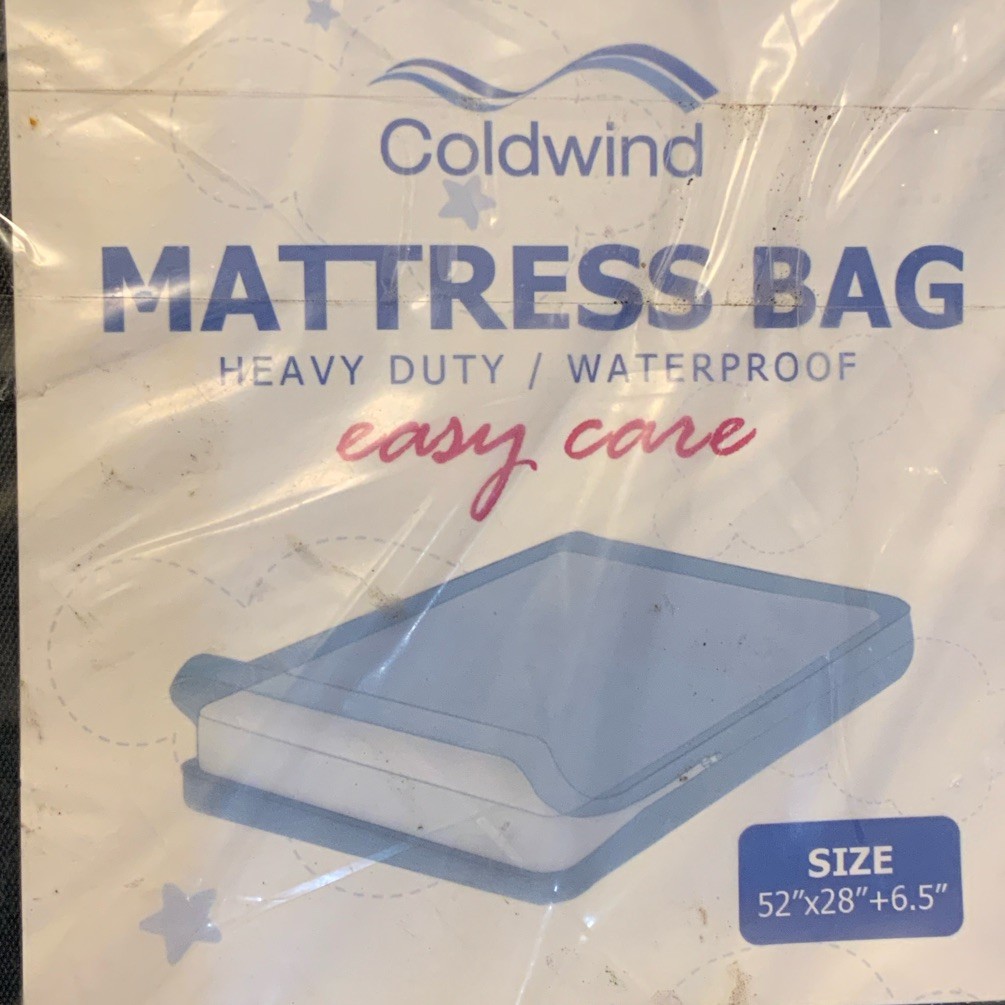 Coldwind
MATTRESS BAG
HEAVY DUTY / WATERPROOF
easy care
SIZE
52”x28”+6.5”